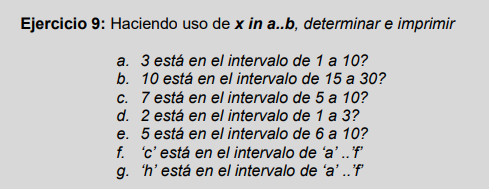 Ejercicio 9: Haciendo uso de x in a..b, determinar e imprimir
a. 3 está en el intervalo de 1 a 10?
b. 10 está en el intervalo de 15 a 30?
c. 7 está en el intervalo de 5 a 10?
d. 2 está en el intervalo de 1 a 3?
e. 5 está en el intervalo de 6 a 10?
f. ‘c’ está en el intervalo de ‘a’ ..’f’
g. ‘h’ está en el intervalo de ‘a’ ..’f’